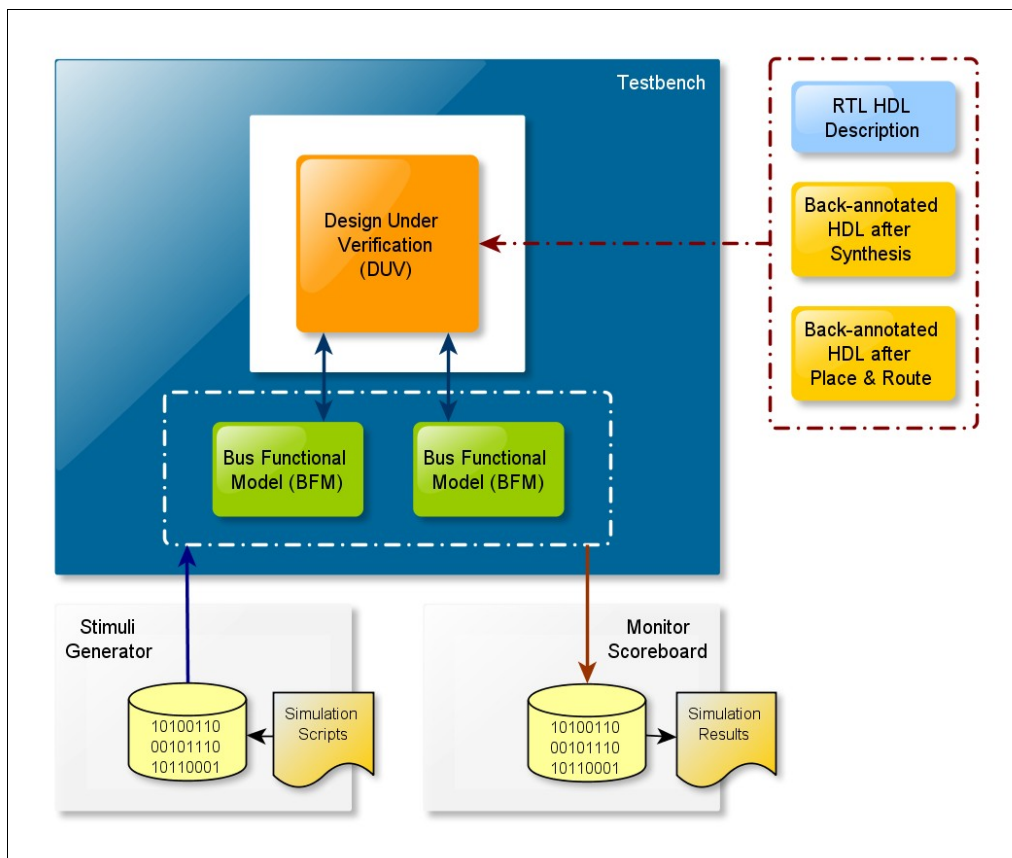 Testbench
RTL HDL
Description
Design Under
Verification
(DUV)
Back-annotated
HDL after
Synthesis
Back-annotated
HDL after
Place & Route
Bus Functional
Model (BFM)
Bus Functional
Model (BFM)
Stimuli
Generator
10100110
00101110
10110001
Simulation
Scripts
Monitor
Scoreboard
10100110
00101110
10110001
Simulation
Results